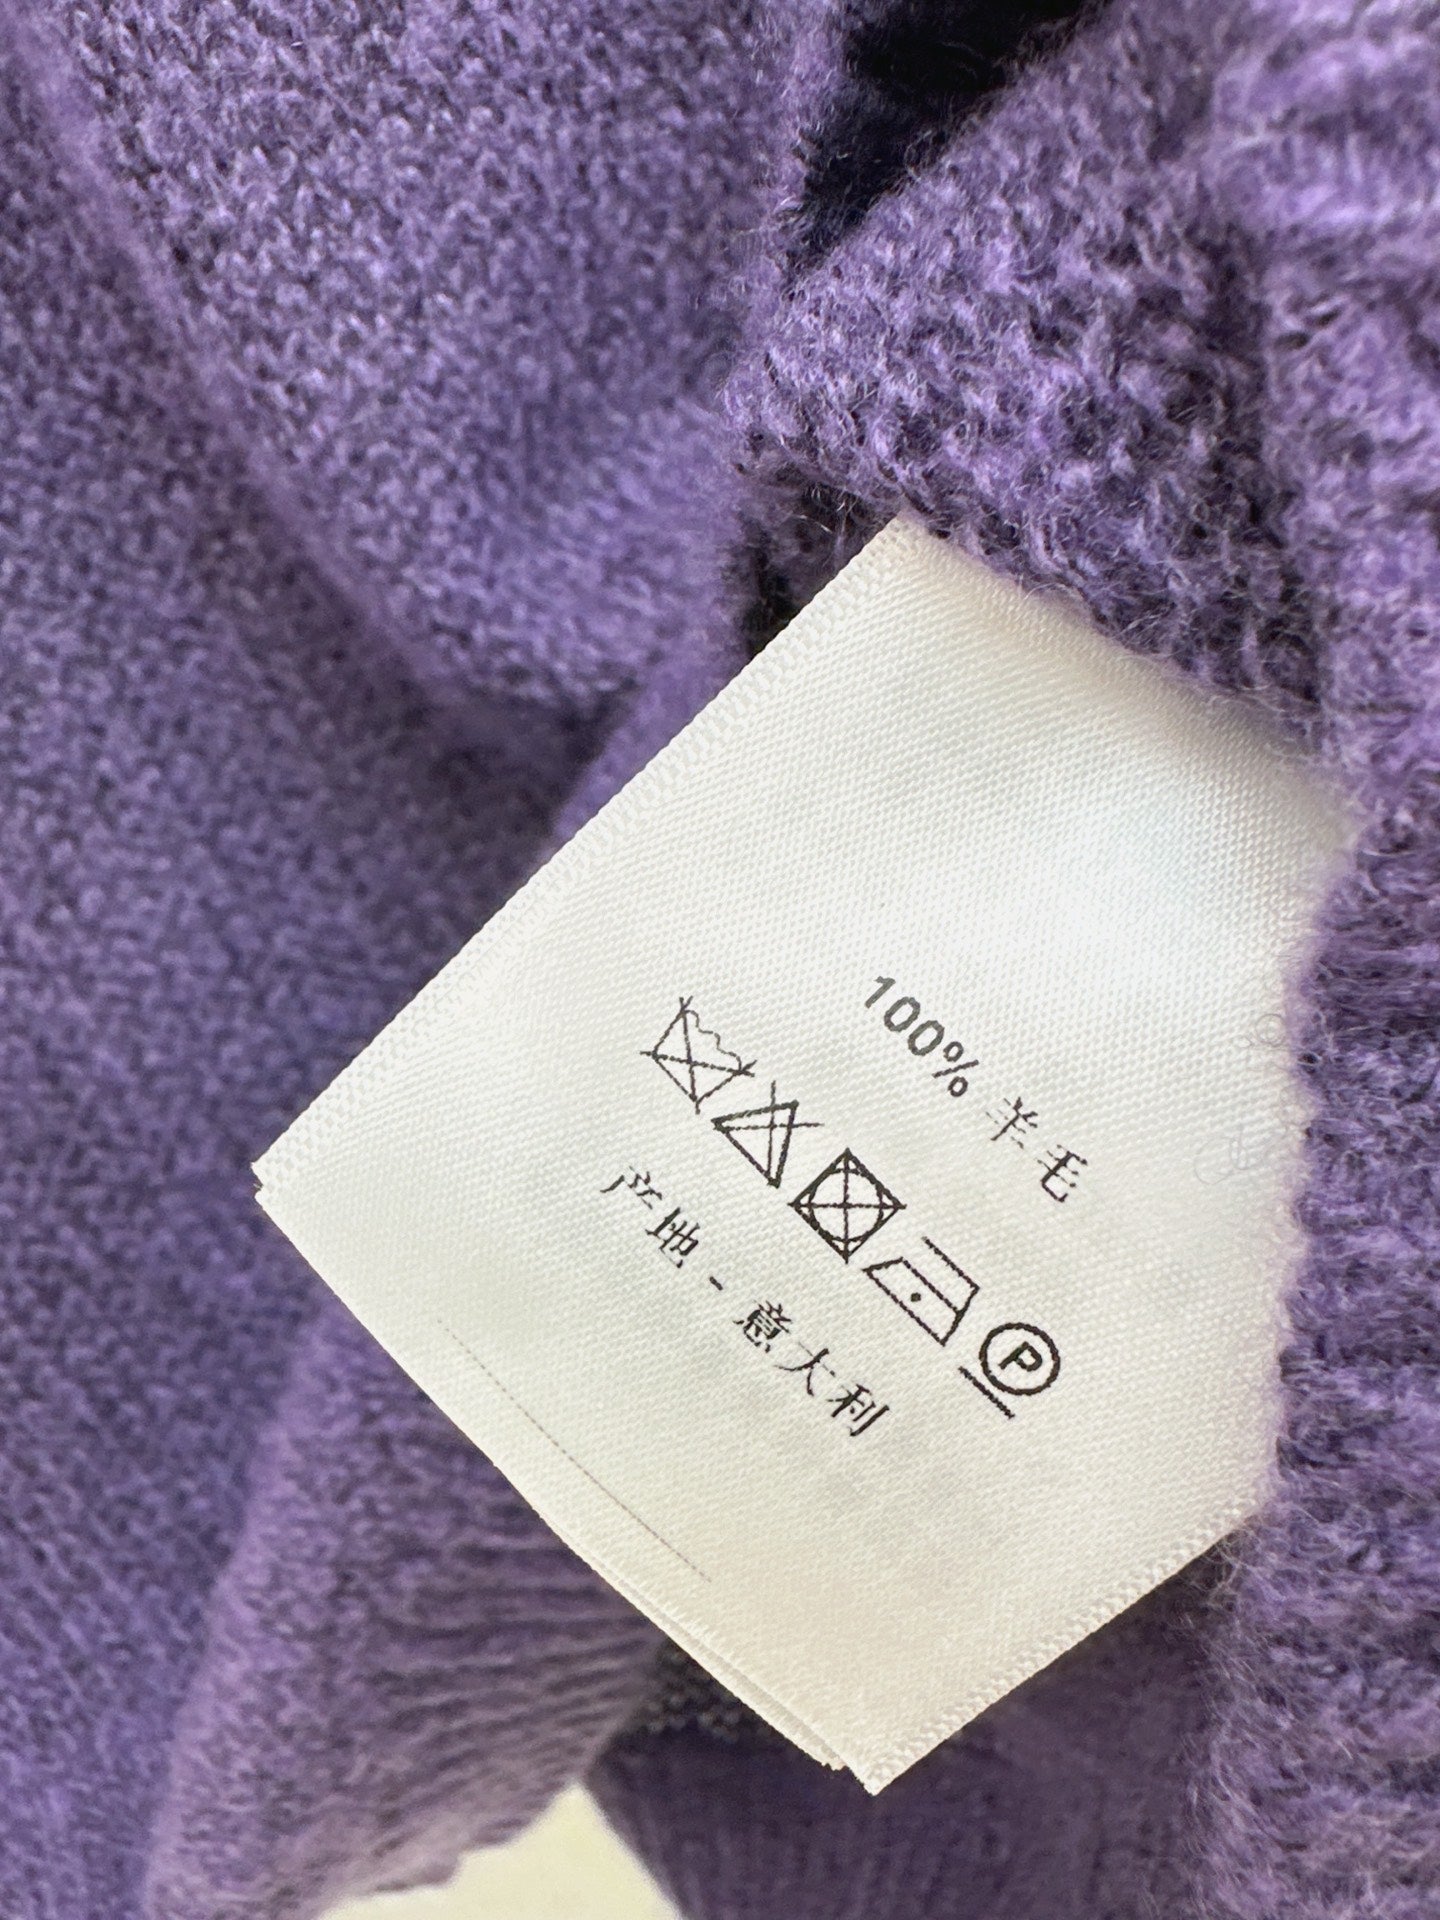 100% 羊毛
P
产地 - 意大利